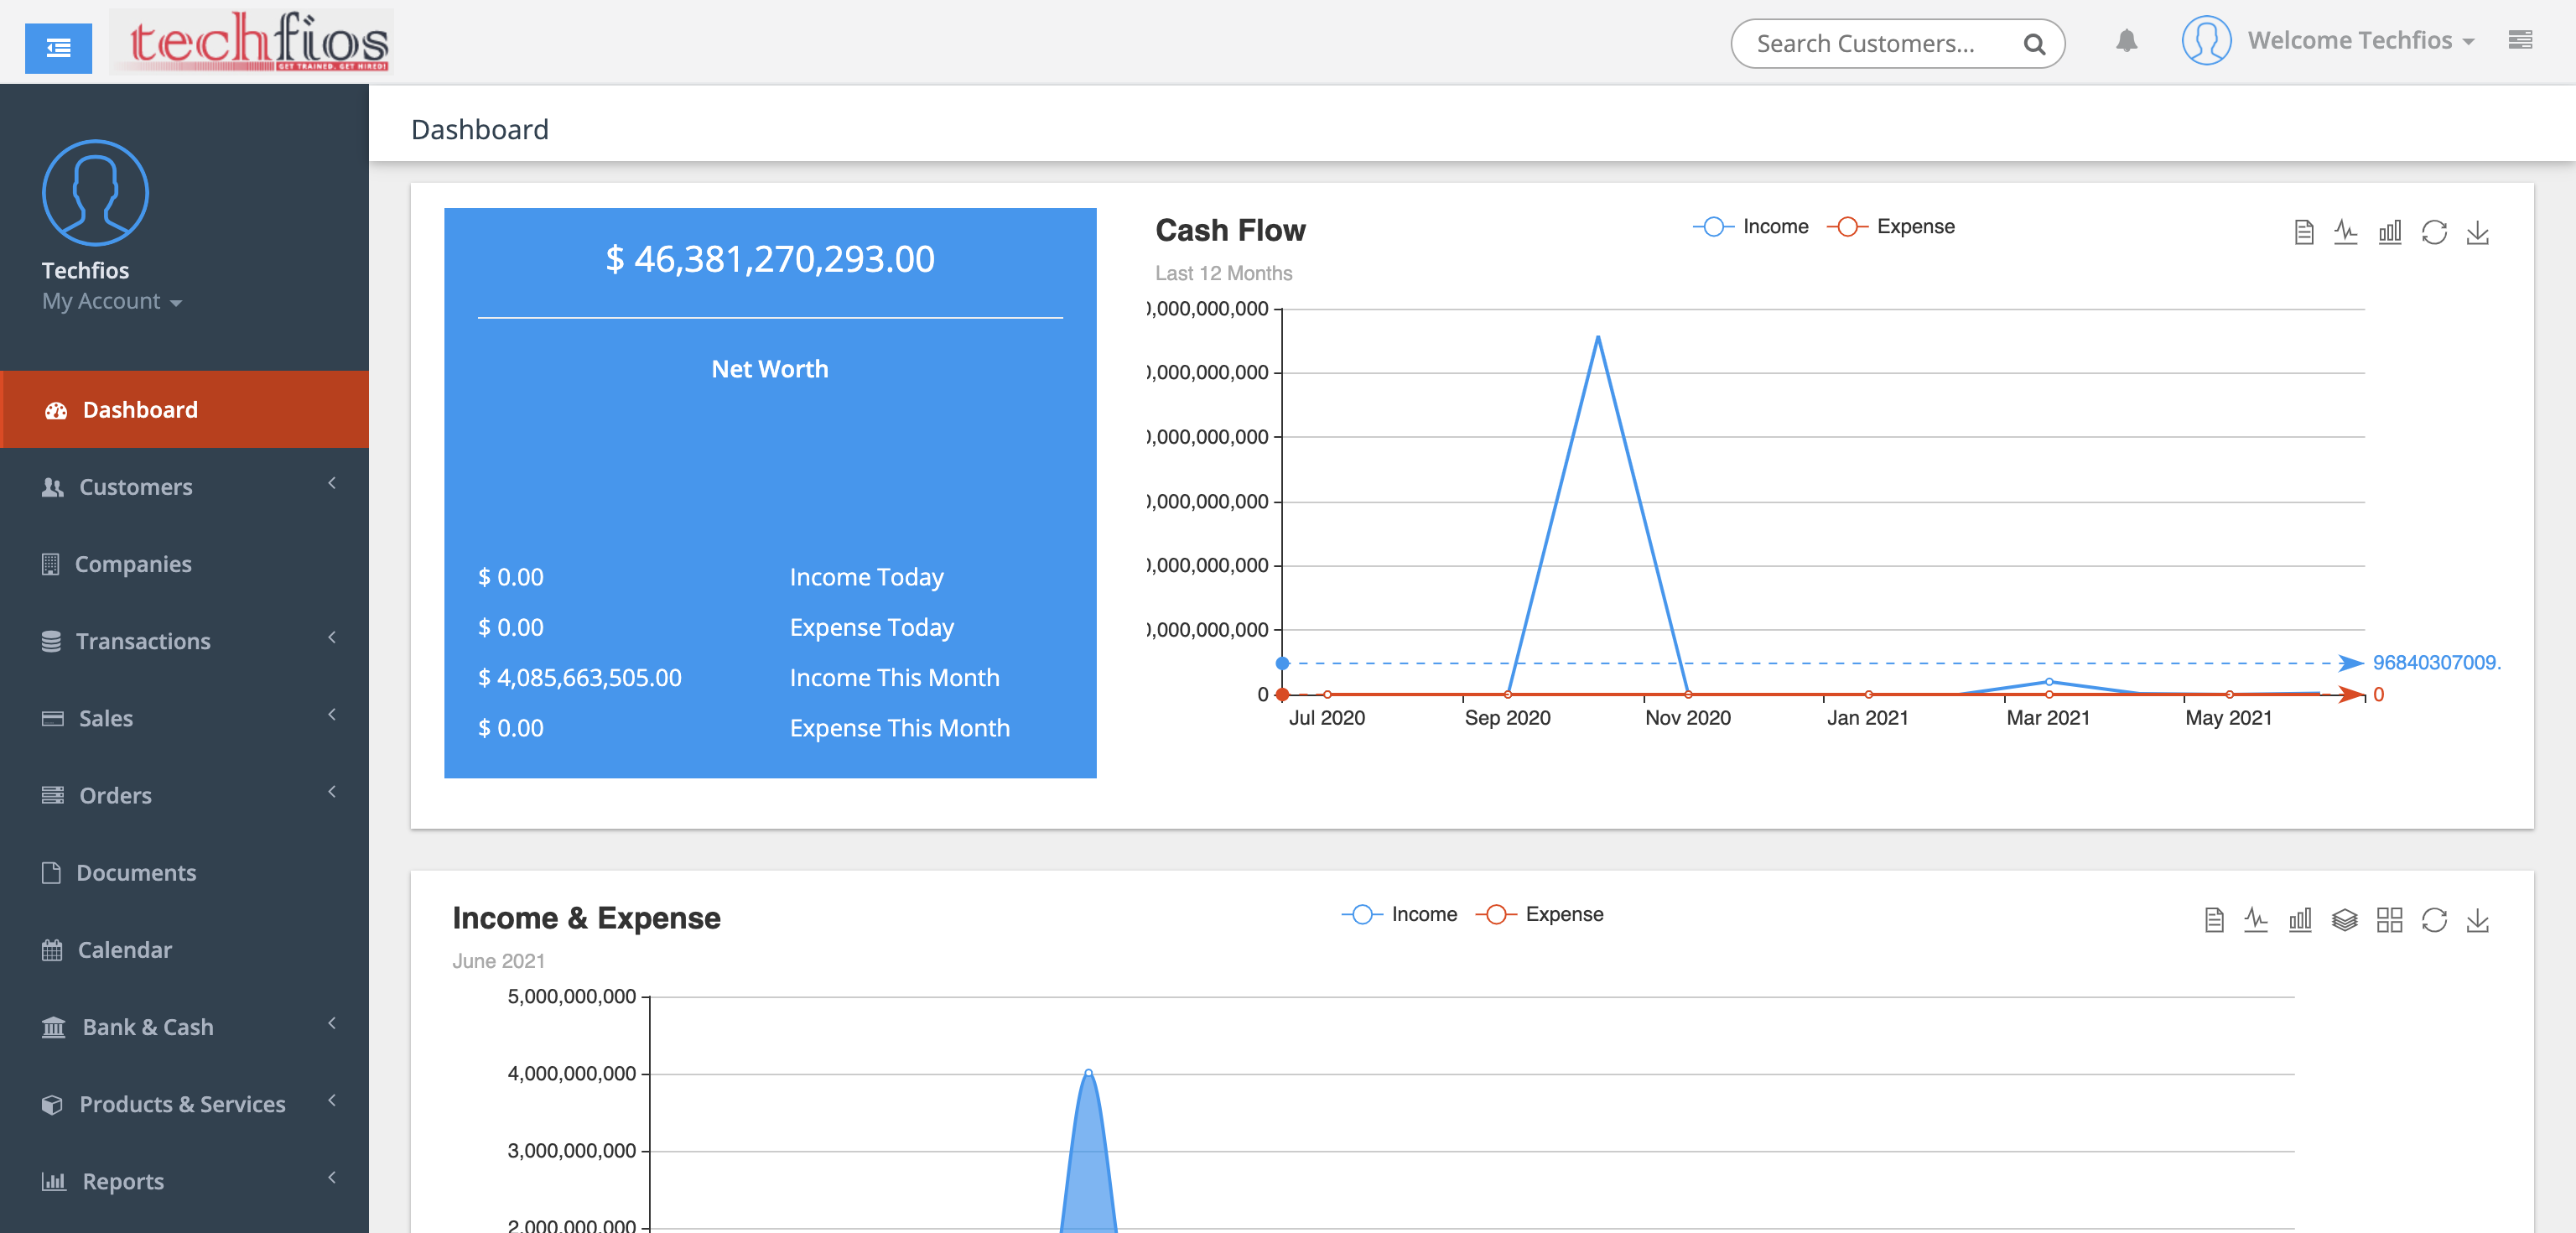 techfios
GET TRAINED. GET HIRED!
Search Customers...
Welcome Techfios
Techfios
My Account
Dashboard
Customers
Companies
Transactions
Sales
Orders
Documents
Calendar
Bank & Cash
Products & Services
Reports
Dashboard
$ 46,381,270,293.00
Net Worth
$ 0.00 Income Today
$ 0.00 Expense Today
$ 4,085,663,505.00 Income This Month
$ 0.00 Expense This Month
Cash Flow
Last 12 Months
Income Expense
0,000,000,000
0,000,000,000
0,000,000,000
0,000,000,000
0,000,000,000
0,000,000,000
0
96840307009.
0
Jul 2020 Sep 2020 Nov 2020 Jan 2021 Mar 2021 May 2021
Income & Expense
June 2021
Income Expense
5,000,000,000
4,000,000,000
3,000,000,000
2,000,000,000